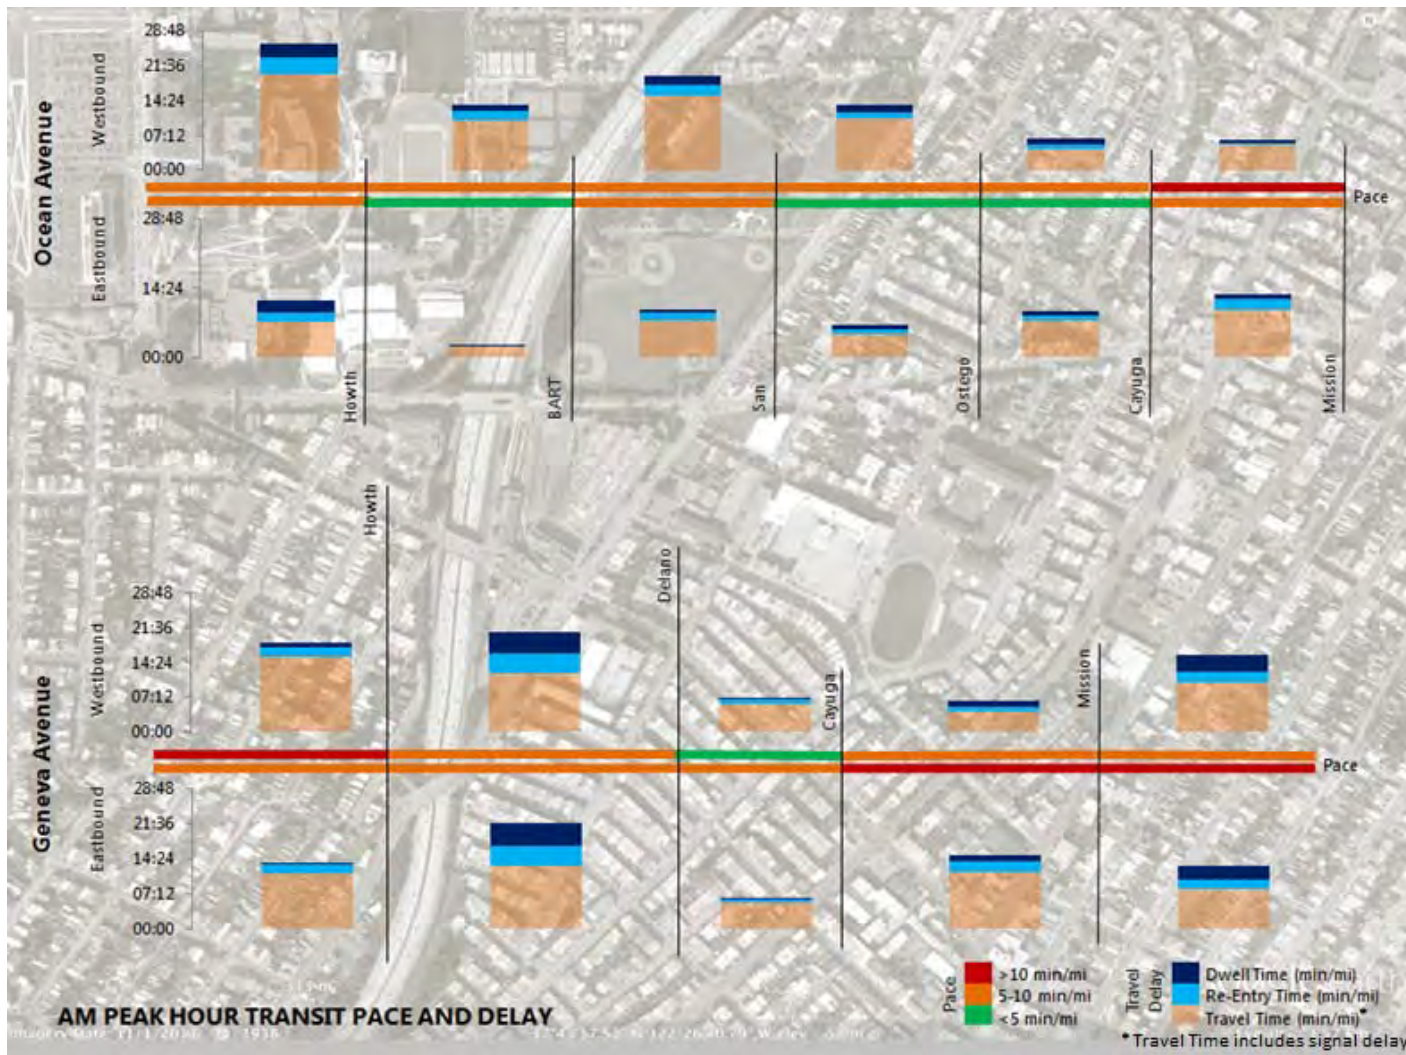 Ocean Avenue
Westbound
28:48
21:36
14:24
07:12
00:00
Pace
Eastbound
28:48
14:24
00:00
Howth
BART
San
Ostego
Cayuga
Mission
Howth
Delano
Cayuga
Mission
Geneva Avenue
Westbound
28:48
21:36
14:24
07:12
00:00
Pace
Eastbound
28:48
21:36
14:24
07:12
00:00
AM PEAK HOUR TRANSIT PACE AND DELAY
Pace
>10 min/mi
5-10 min/mi
<5 min/mi
Travel Delay
Dwell Time (min/mi)
Re-Entry Time (min/mi)
Travel Time (min/mi)*
* Travel Time includes signal delay